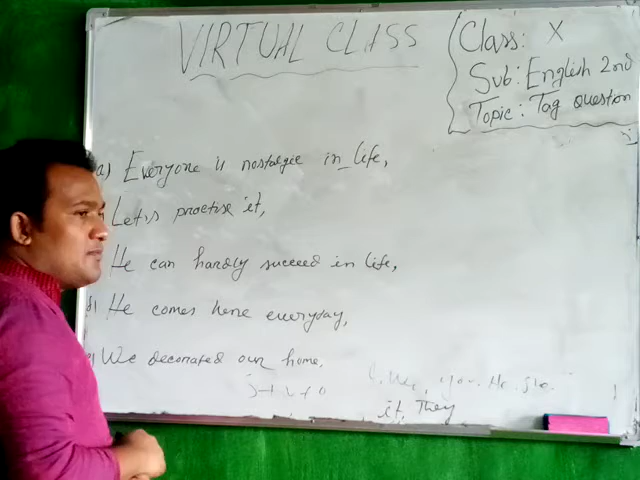 VIRTUAL CLASS
Class: X
Sub: English 2nd
Topic: Tag question
a) Everyone is nostalgic in life,
Let's practise it,
He can hardly succeed in life,
He comes here everyday,
We decorated our home,
you, He, She
it, They